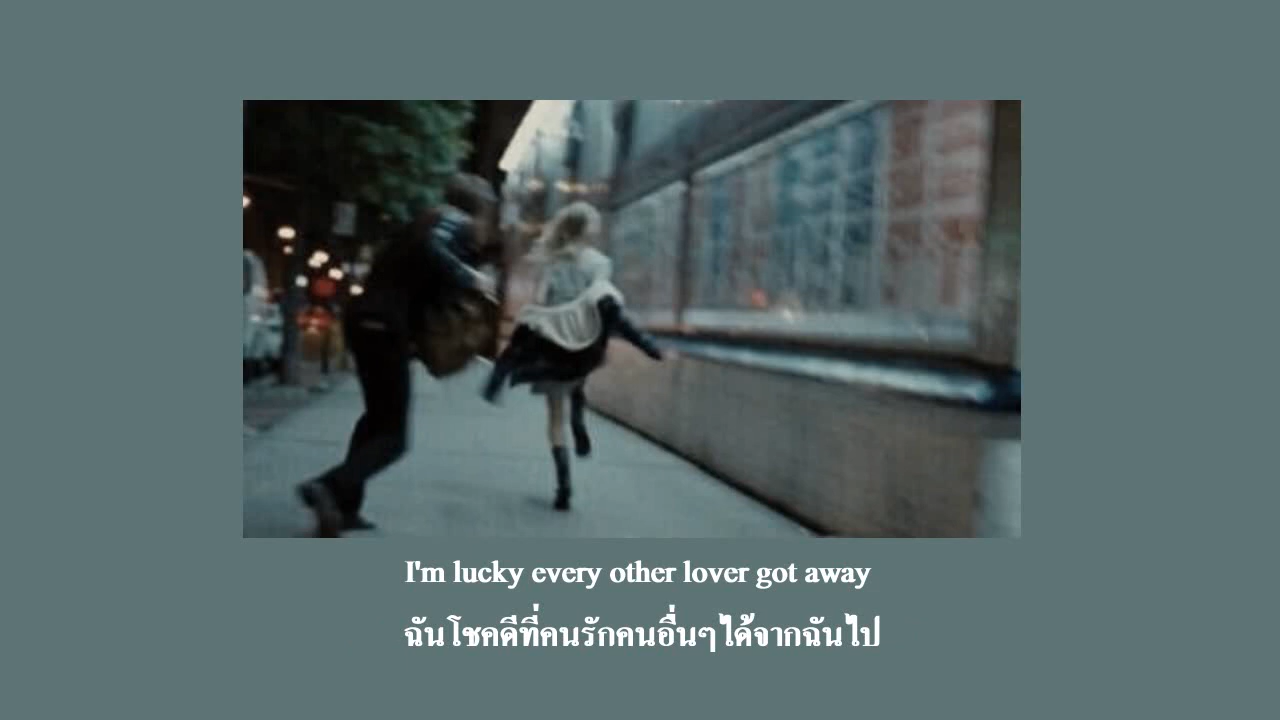 I'm lucky every other lover got away
ฉันโชคดีที่คนรักคนอื่นๆได้จากฉันไป